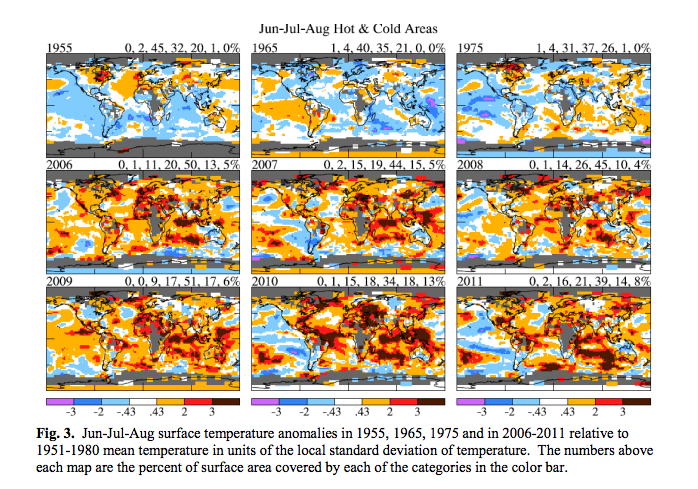 Jun-Jul-Aug Hot & Cold Areas
1955 0, 2, 45, 32, 20, 1, 0%
1965 1, 4, 40, 35, 21, 0, 0%
1975 1, 4, 31, 37, 26, 1, 0%
2006 0, 1, 11, 20, 50, 13, 5%
2007 0, 2, 15, 19, 44, 15, 5%
2008 0, 1, 14, 26, 45, 10, 4%
2009 0, 0, 9, 17, 51, 17, 6%
2010 0, 1, 15, 18, 34, 18, 13%
2011 0, 2, 16, 21, 39, 14, 8%
-3 -2 -.43 .43 2 3
-3 -2 -.43 .43 2 3
-3 -2 -.43 .43 2 3
Fig. 3. Jun-Jul-Aug surface temperature anomalies in 1955, 1965, 1975 and in 2006-2011 relative to
1951-1980 mean temperature in units of the local standard deviation of temperature. The numbers above
each map are the percent of surface area covered by each of the categories in the color bar.